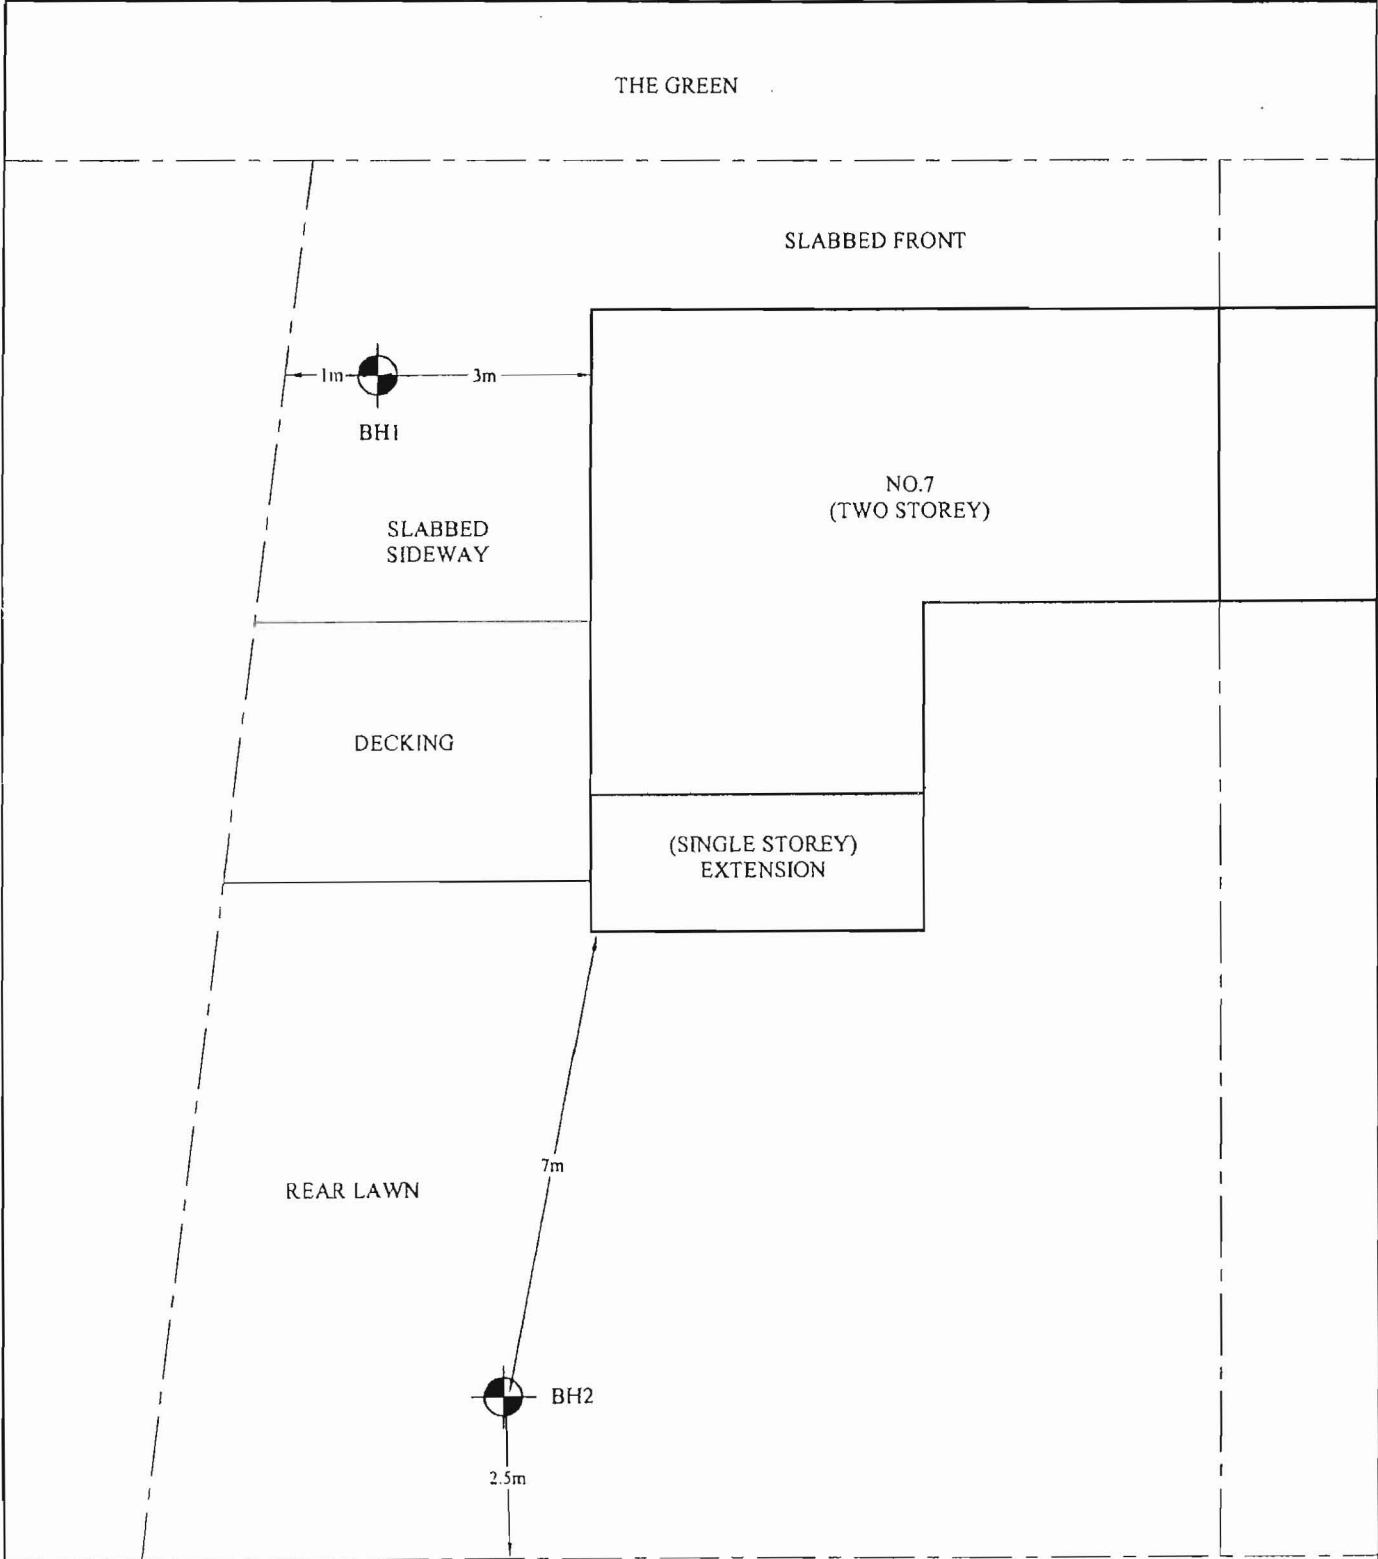 THE GREEN
SLABBED FRONT
1m
3m
BH1
NO.7
(TWO STOREY)
SLABBED
SIDEWAY
DECKING
(SINGLE STOREY)
EXTENSION
7m
REAR LAWN
BH2
2.5m